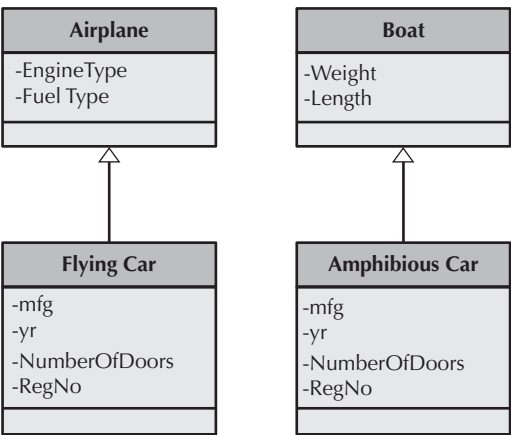 Airplane
-EngineType
-Fuel Type
Boat
-Weight
-Length
Flying Car
-mfg
-yr
-NumberOfDoors
-RegNo
Amphibious Car
-mfg
-yr
-NumberOfDoors
-RegNo